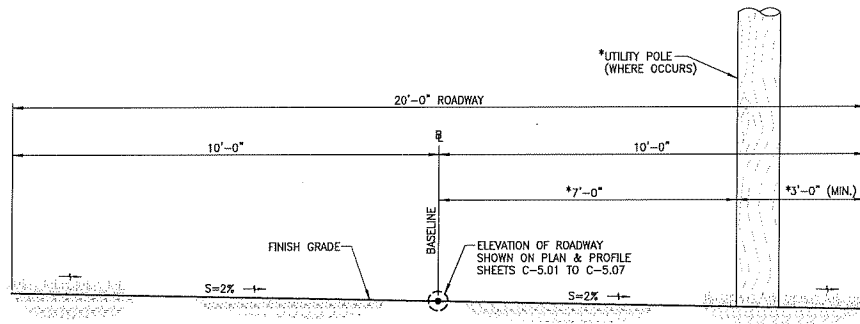 *UTILITY POLE
(WHERE OCCURS)
20'-0" ROADWAY
10'-0"
10'-0"
*7'-0"
*3'-0" (MIN.)
BASELINE
FINISH GRADE
ELEVATION OF ROADWAY
SHOWN ON PLAN & PROFILE
SHEETS C-5.01 TO C-5.07
S=2%
S=2%